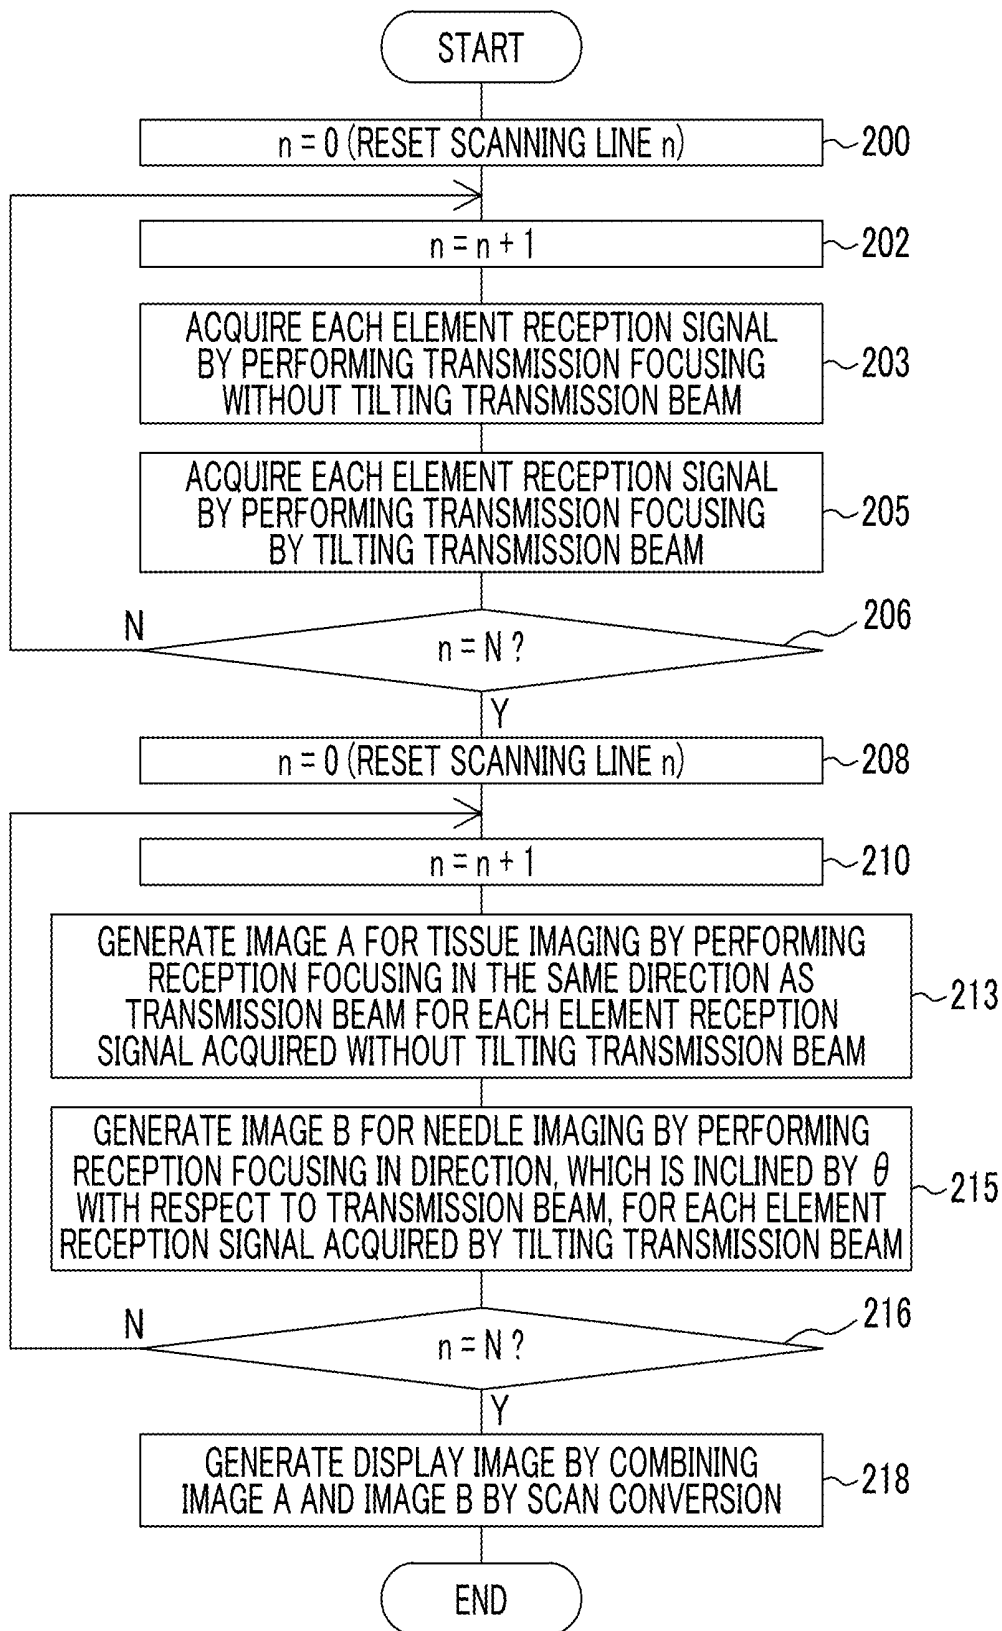 START
n = 0 (RESET SCANNING LINE n)
200
n = n + 1
202
ACQUIRE EACH ELEMENT RECEPTION SIGNAL
BY PERFORMING TRANSMISSION FOCUSING
WITHOUT TILTING TRANSMISSION BEAM
203
ACQUIRE EACH ELEMENT RECEPTION SIGNAL
BY PERFORMING TRANSMISSION FOCUSING
BY TILTING TRANSMISSION BEAM
205
N
n = N ?
206
Y
n = 0 (RESET SCANNING LINE n)
208
n = n + 1
210
GENERATE IMAGE A FOR TISSUE IMAGING BY PERFORMING
RECEPTION FOCUSING IN THE SAME DIRECTION AS
TRANSMISSION BEAM FOR EACH ELEMENT RECEPTION
SIGNAL ACQUIRED WITHOUT TILTING TRANSMISSION BEAM
213
GENERATE IMAGE B FOR NEEDLE IMAGING BY PERFORMING
RECEPTION FOCUSING IN DIRECTION, WHICH IS INCLINED BY θ
WITH RESPECT TO TRANSMISSION BEAM, FOR EACH ELEMENT
RECEPTION SIGNAL ACQUIRED BY TILTING TRANSMISSION BEAM
215
N
n = N ?
216
Y
GENERATE DISPLAY IMAGE BY COMBINING
IMAGE A AND IMAGE B BY SCAN CONVERSION
218
END